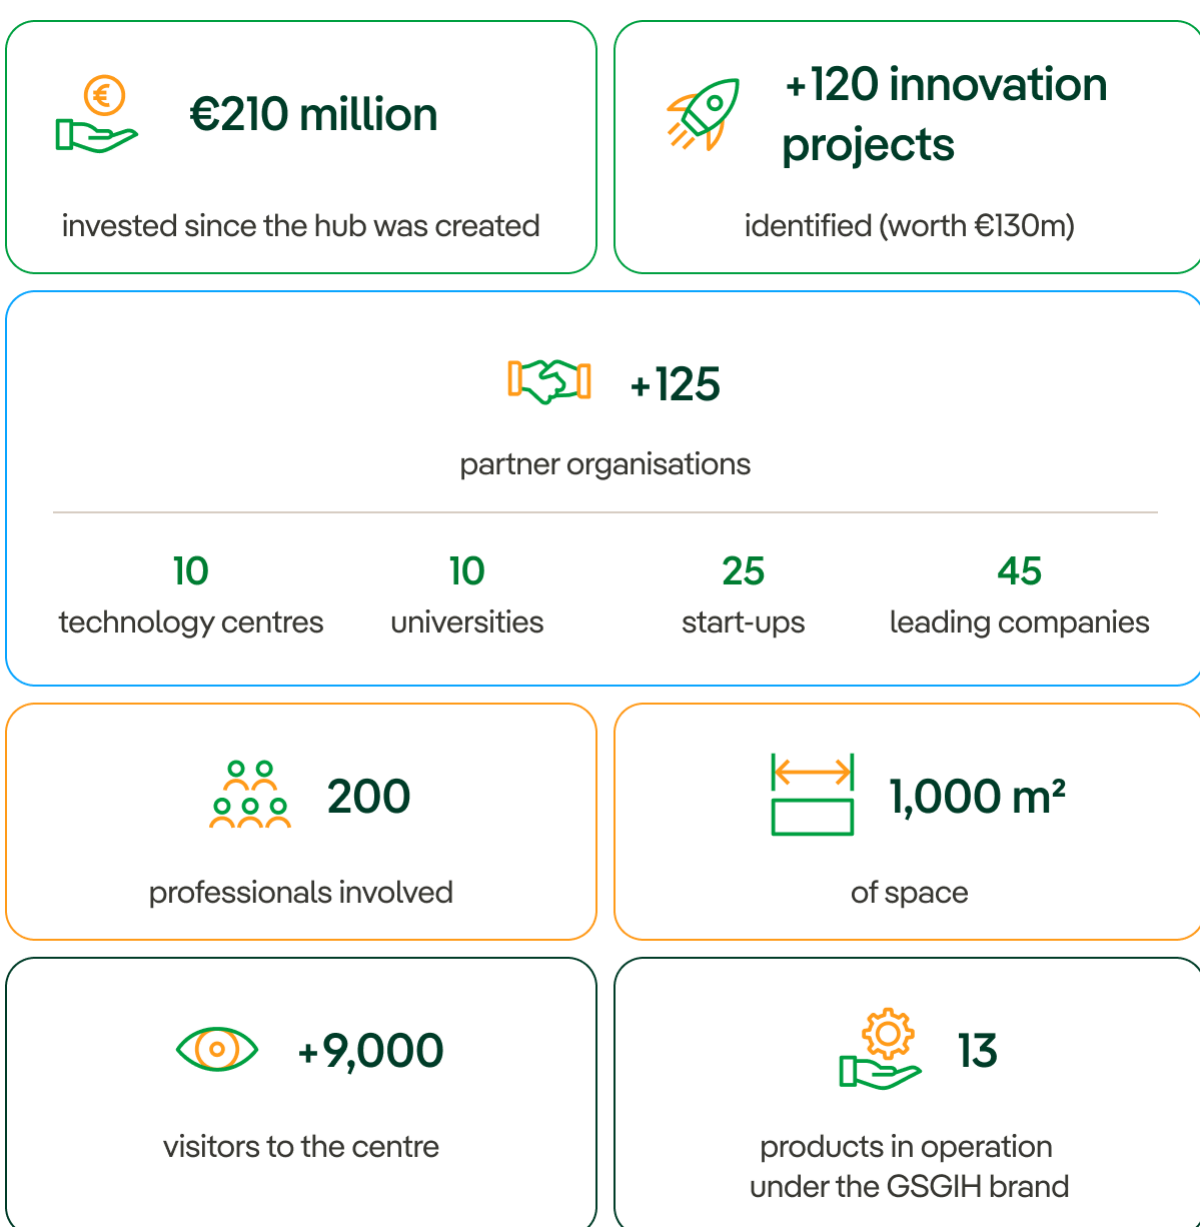 €210 million
invested since the hub was created
+120 innovation
projects
identified (worth €130m)
+125
partner organisations
10
technology centres
10
universities
25
start-ups
45
leading companies
200
professionals involved
1,000 m²
of space
+9,000
visitors to the centre
13
products in operation
under the GSGIH brand